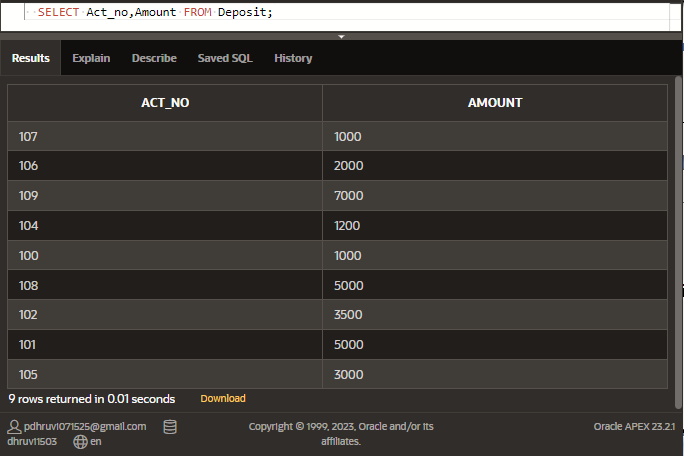 SELECT Act_no,Amount FROM Deposit;
Results Explain Describe Saved SQL History
ACT_NO AMOUNT
107 1000
106 2000
109 7000
104 1200
100 1000
108 5000
102 3500
101 5000
105 3000
9 rows returned in 0.01 seconds Download
pdhruvi071525@gmail.com
dhruvi1503 en
Copyright © 1999, 2023, Oracle and/or its
affiliates.
Oracle APEX 23.2.1